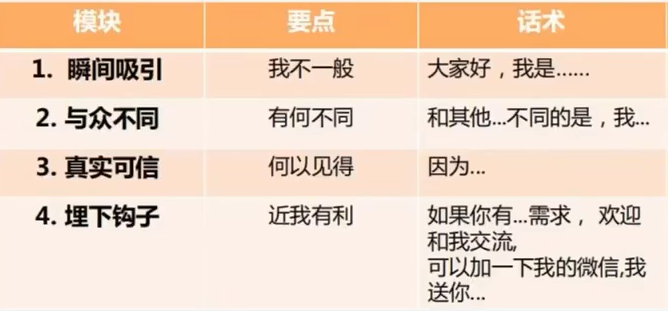 模块 要点 话术
1. 瞬间吸引 我不一般 大家好，我是……
2. 与众不同 有何不同 和其他...不同的是，我...
3. 真实可信 何以见得 因为...
4. 埋下钩子 近我有利 如果你有...需求， 欢迎
和我交流,
可以加一下我的微信,我
送你...